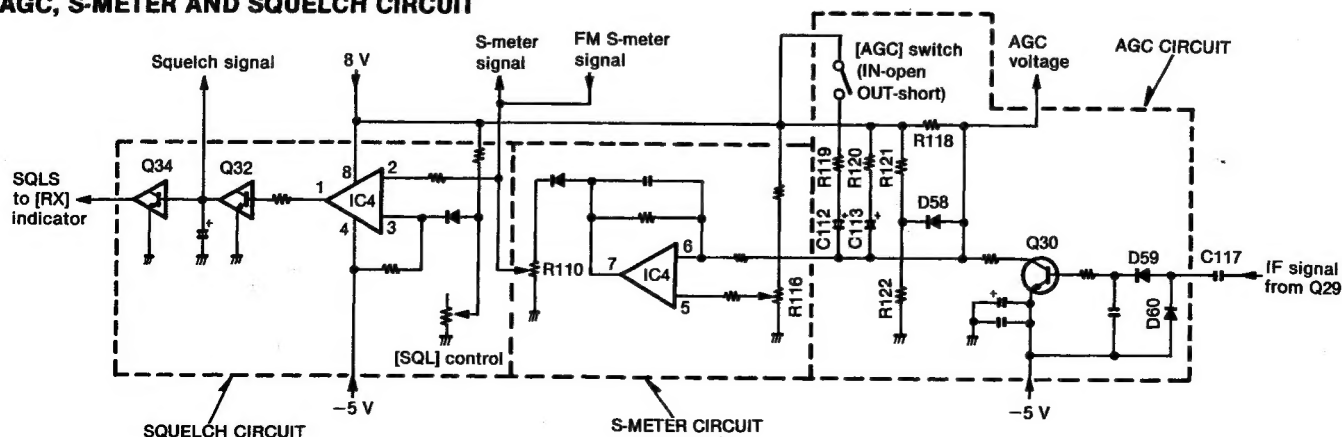 AGC, S-METER AND SQUELCH CIRCUIT
Squelch signal
8 V
S-meter
signal
FM S-meter
signal
[AGC] switch
(IN-open
OUT-short)
AGC
voltage
AGC CIRCUIT
Q34
Q32
SQLS
to [RX]
indicator
1
8
IC4
4
2
3
[SQL] control
-5 V
SQUELCH CIRCUIT
R110
7
IC4
6
5
R116
S-METER CIRCUIT
R118
R119
R120
R121
C112
+
C113
+
D58
R122
Q30
D59
D60
C117
IF signal
from Q29
+
+
-5 V